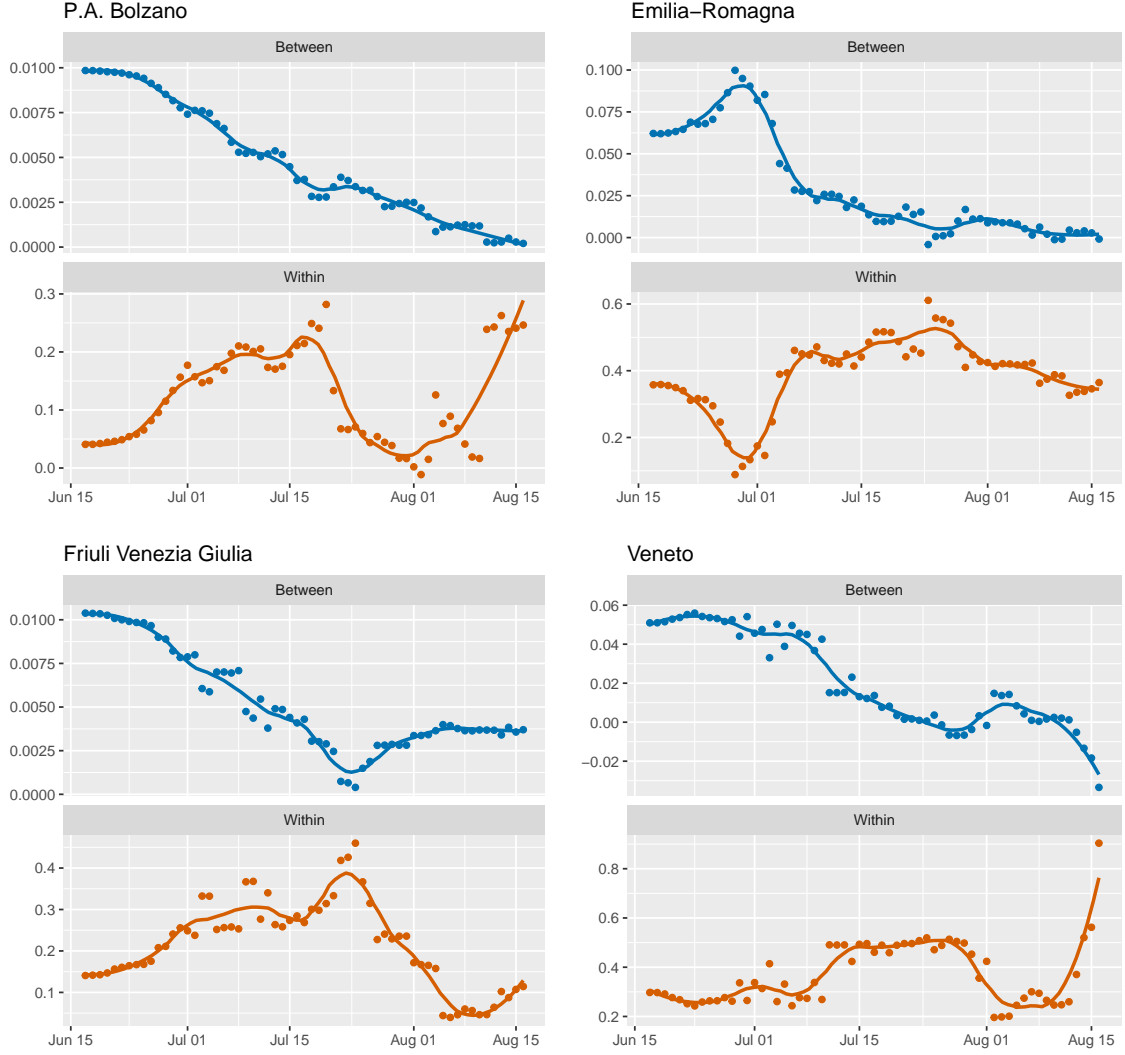 P.A. Bolzano
Between
0.0100
0.0075
0.0050
0.0025
0.0000
Within
0.3
0.2
0.1
0.0
Jun 15 Jul 01 Jul 15 Aug 01 Aug 15
Emilia−Romagna
Between
0.100
0.075
0.050
0.025
0.000
Within
0.6
0.4
0.2
Jun 15 Jul 01 Jul 15 Aug 01 Aug 15
Friuli Venezia Giulia
Between
0.0100
0.0075
0.0050
0.0025
0.0000
Within
0.4
0.3
0.2
0.1
Jun 15 Jul 01 Jul 15 Aug 01 Aug 15
Veneto
Between
0.06
0.04
0.02
0.00
−0.02
Within
0.8
0.6
0.4
0.2
Jun 15 Jul 01 Jul 15 Aug 01 Aug 15